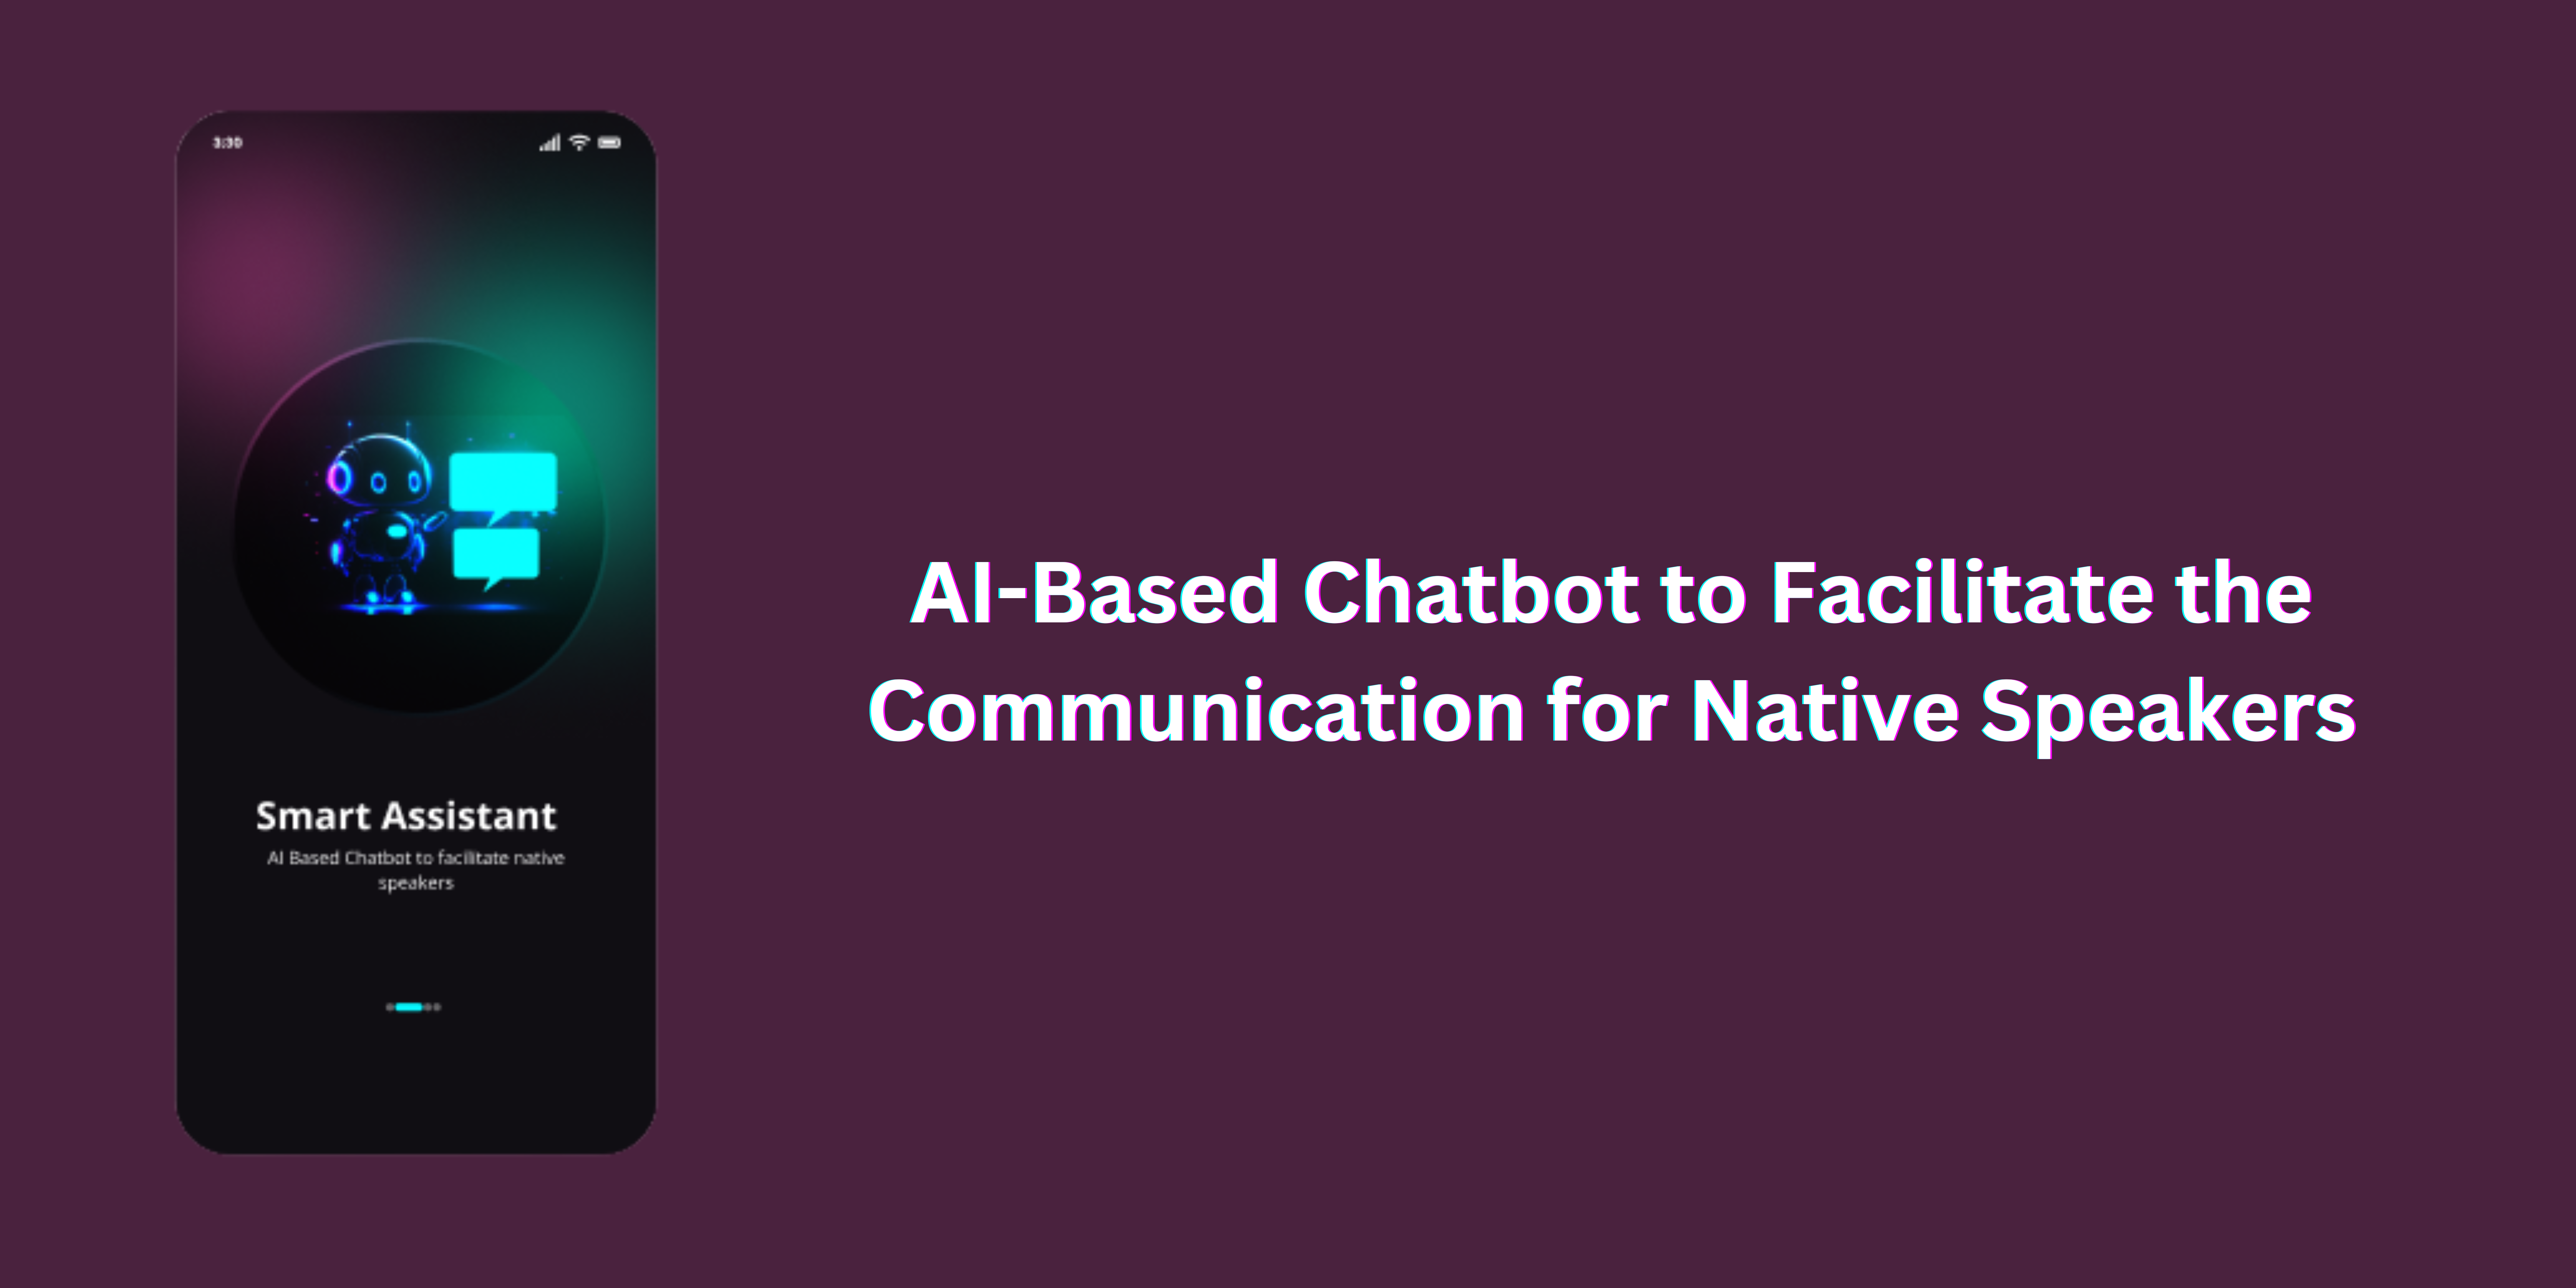 3:30
Smart Assistant
AI Based Chatbot to facilitate native
speakers
AI-Based Chatbot to Facilitate the
Communication for Native Speakers